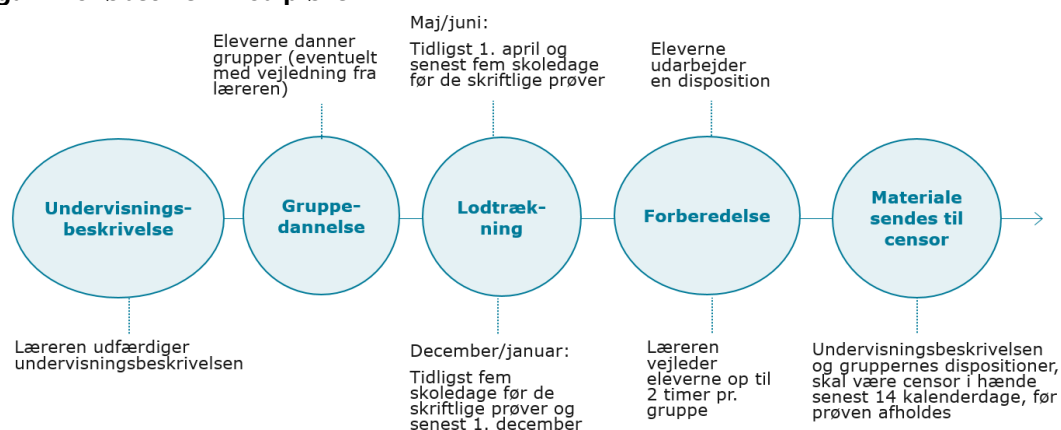 Eleverne danner
grupper (eventuelt
med vejledning fra
læreren)
Maj/juni:
Tidligst 1. april og
senest fem skoledage
før de skriftlige prøver
Eleverne
udarbejder
en disposition
Undervisnings-
beskrivelse
Gruppe-
dannelse
Lodtræk-
ning
Forberedelse
Materiale
sendes til
censor
Læreren udfærdiger
undervisningsbeskrivelsen
December/januar:
Tidligst fem
skoledage før de
skriftlige prøver og
senest 1. december
Læreren
vejleder
eleverne op til
2 timer pr.
gruppe
Undervisningsbeskrivelsen
og gruppernes dispositioner,
skal være censor i hænde
senest 14 kalenderdage, før
prøven afholdes